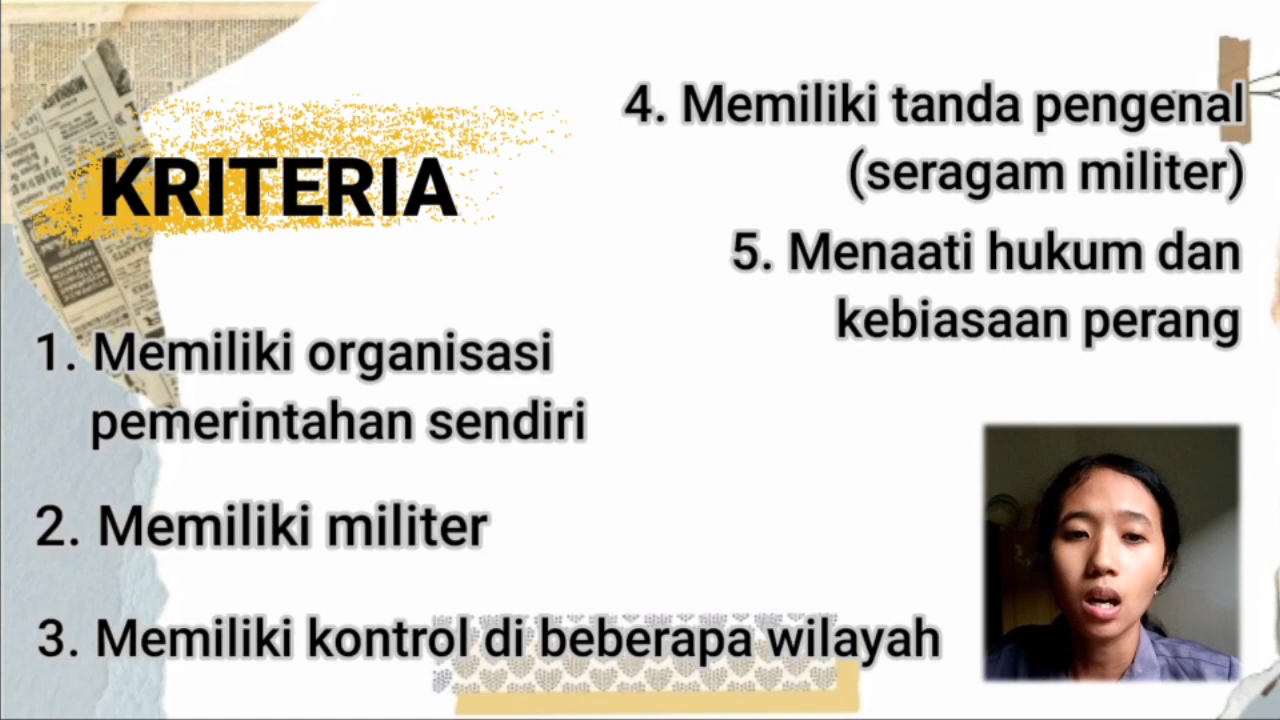 KRITERIA
1. Memiliki organisasi
pemerintahan sendiri
2. Memiliki militer
3. Memiliki kontrol di beberapa wilayah
4. Memiliki tanda pengenal
(seragam militer)
5. Menaati hukum dan
kebiasaan perang